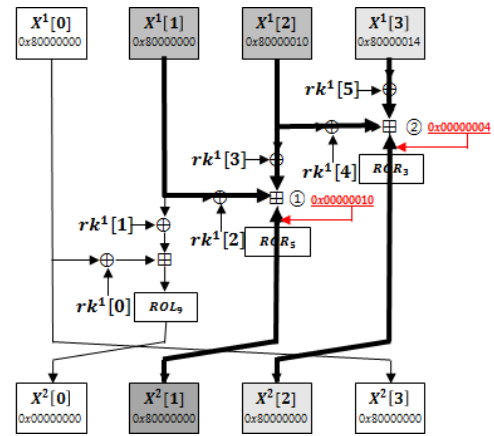 X¹[0] X¹[1] X¹[2] X¹[3]
0x80000000 0x80000000 0x80000010 0x80000014
rk¹[5]
② 0x00000004
rk¹[3]
rk¹[4]
ROR₃
① 0x00000010
rk¹[1]
rk¹[2]
ROR₅
rk¹[0]
ROL₉
X²[0] X²[1] X²[2] X²[3]
0x00000000 0x80000000 0x80000000 0x80000000